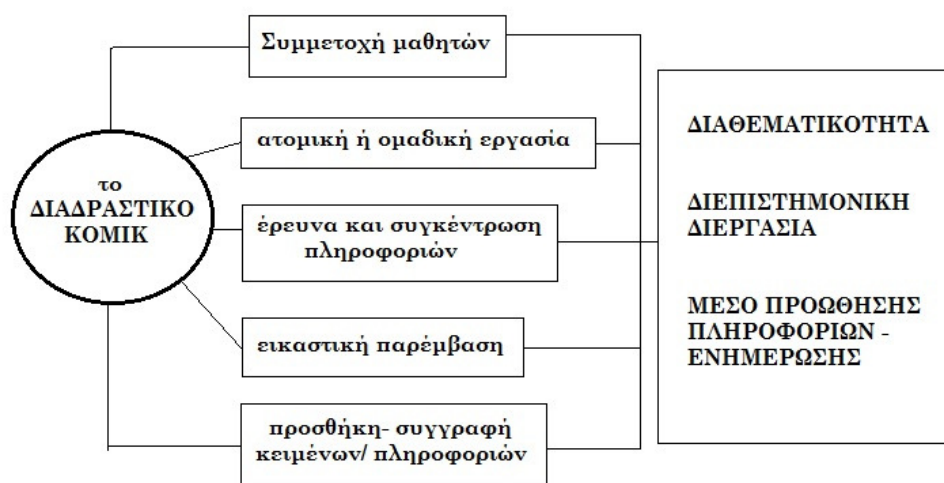 το
ΔΙΑΔΡΑΣΤΙΚΟ
ΚΟΜΙΚ
Συμμετοχή μαθητών
ατομική ή ομαδική εργασία
έρευνα και συγκέντρωση
πληροφοριών
εικαστική παρέμβαση
προσθήκη- συγγραφή
κειμένων/ πληροφοριών
ΔΙΑΘΕΜΑΤΙΚΟΤΗΤΑ
ΔΙΕΠΙΣΤΗΜΟΝΙΚΗ
ΔΙΕΡΓΑΣΙΑ
ΜΕΣΟ ΠΡΟΩΘΗΣΗΣ
ΠΛΗΡΟΦΟΡΙΩΝ -
ΕΝΗΜΕΡΩΣΗΣ